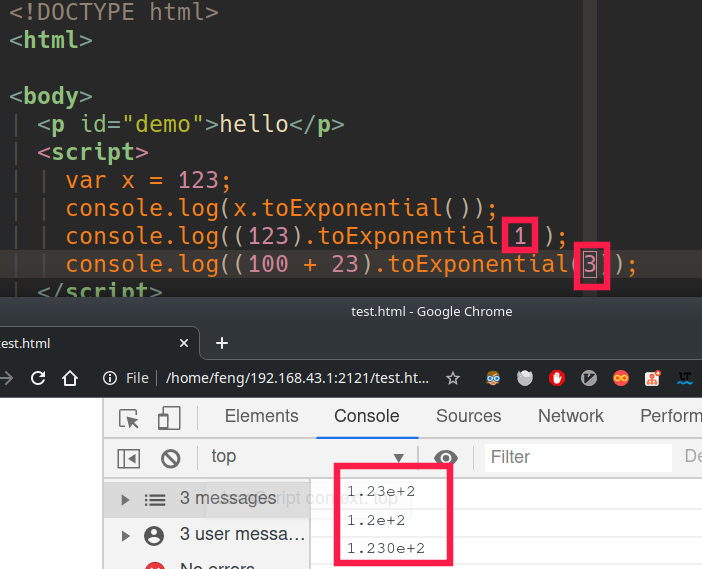 <!DOCTYPE html>
<html>
<body>
<p id="demo">hello</p>
<script>
var x = 123;
console.log(x.toExponential());
console.log((123).toExponential(1));
console.log((100 + 23).toExponential(3));
</script>
test.html - Google Chrome
est.html
File /home/feng/192.168.43.1:2121/test.ht...
Elements Console Sources Network Perform
top Filter De
3 messages
3 user messa...
No errors
1.23e+2
1.2e+2
1.230e+2